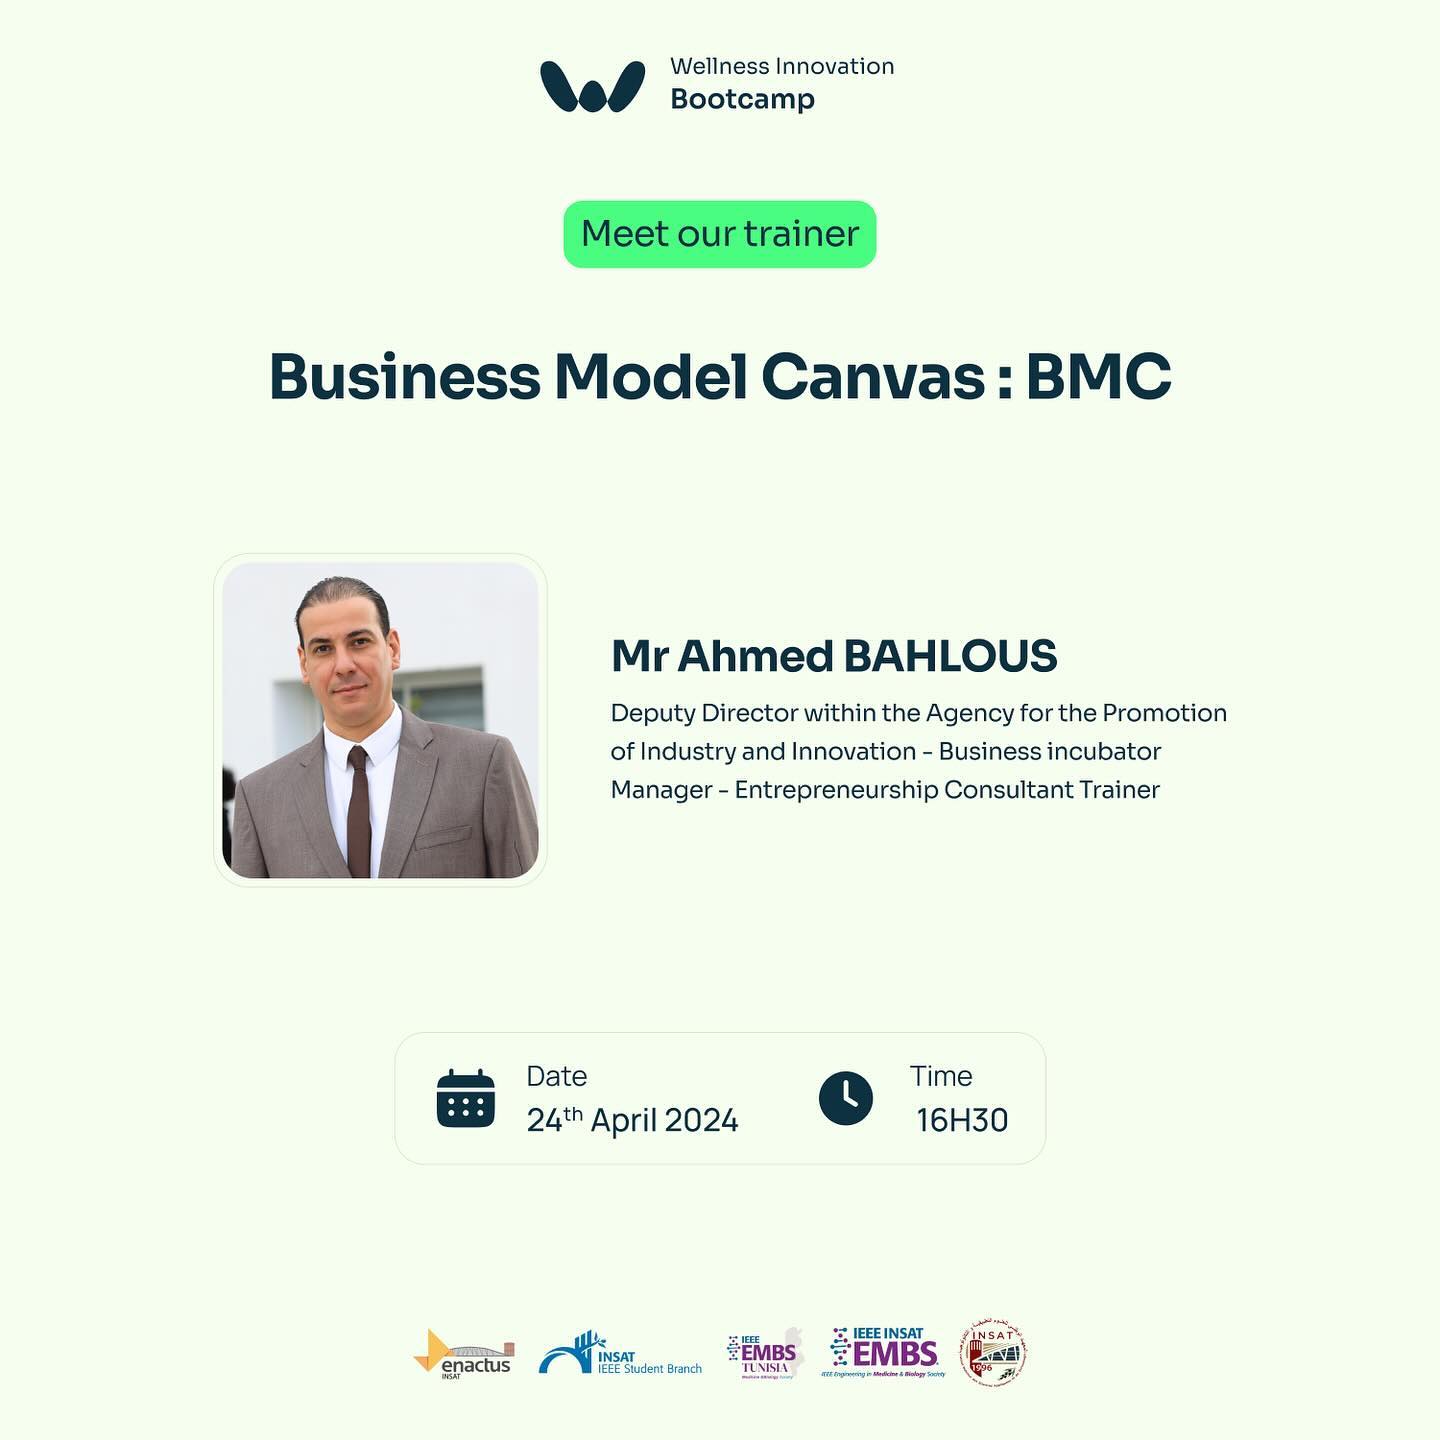 Wellness Innovation
Bootcamp
Meet our trainer
Business Model Canvas : BMC
Mr Ahmed BAHLOUS
Deputy Director within the Agency for the Promotion
of Industry and Innovation - Business incubator
Manager - Entrepreneurship Consultant Trainer
Date
24th April 2024
Time
16H30
enactus
INSAT
INSAT
IEEE Student Branch
IEEE
EMBS
TUNISIA
Medicine & Biology Society
IEEE INSAT
EMBS
IEEE Engineering in Medicine & Biology Society
INSAT
1996